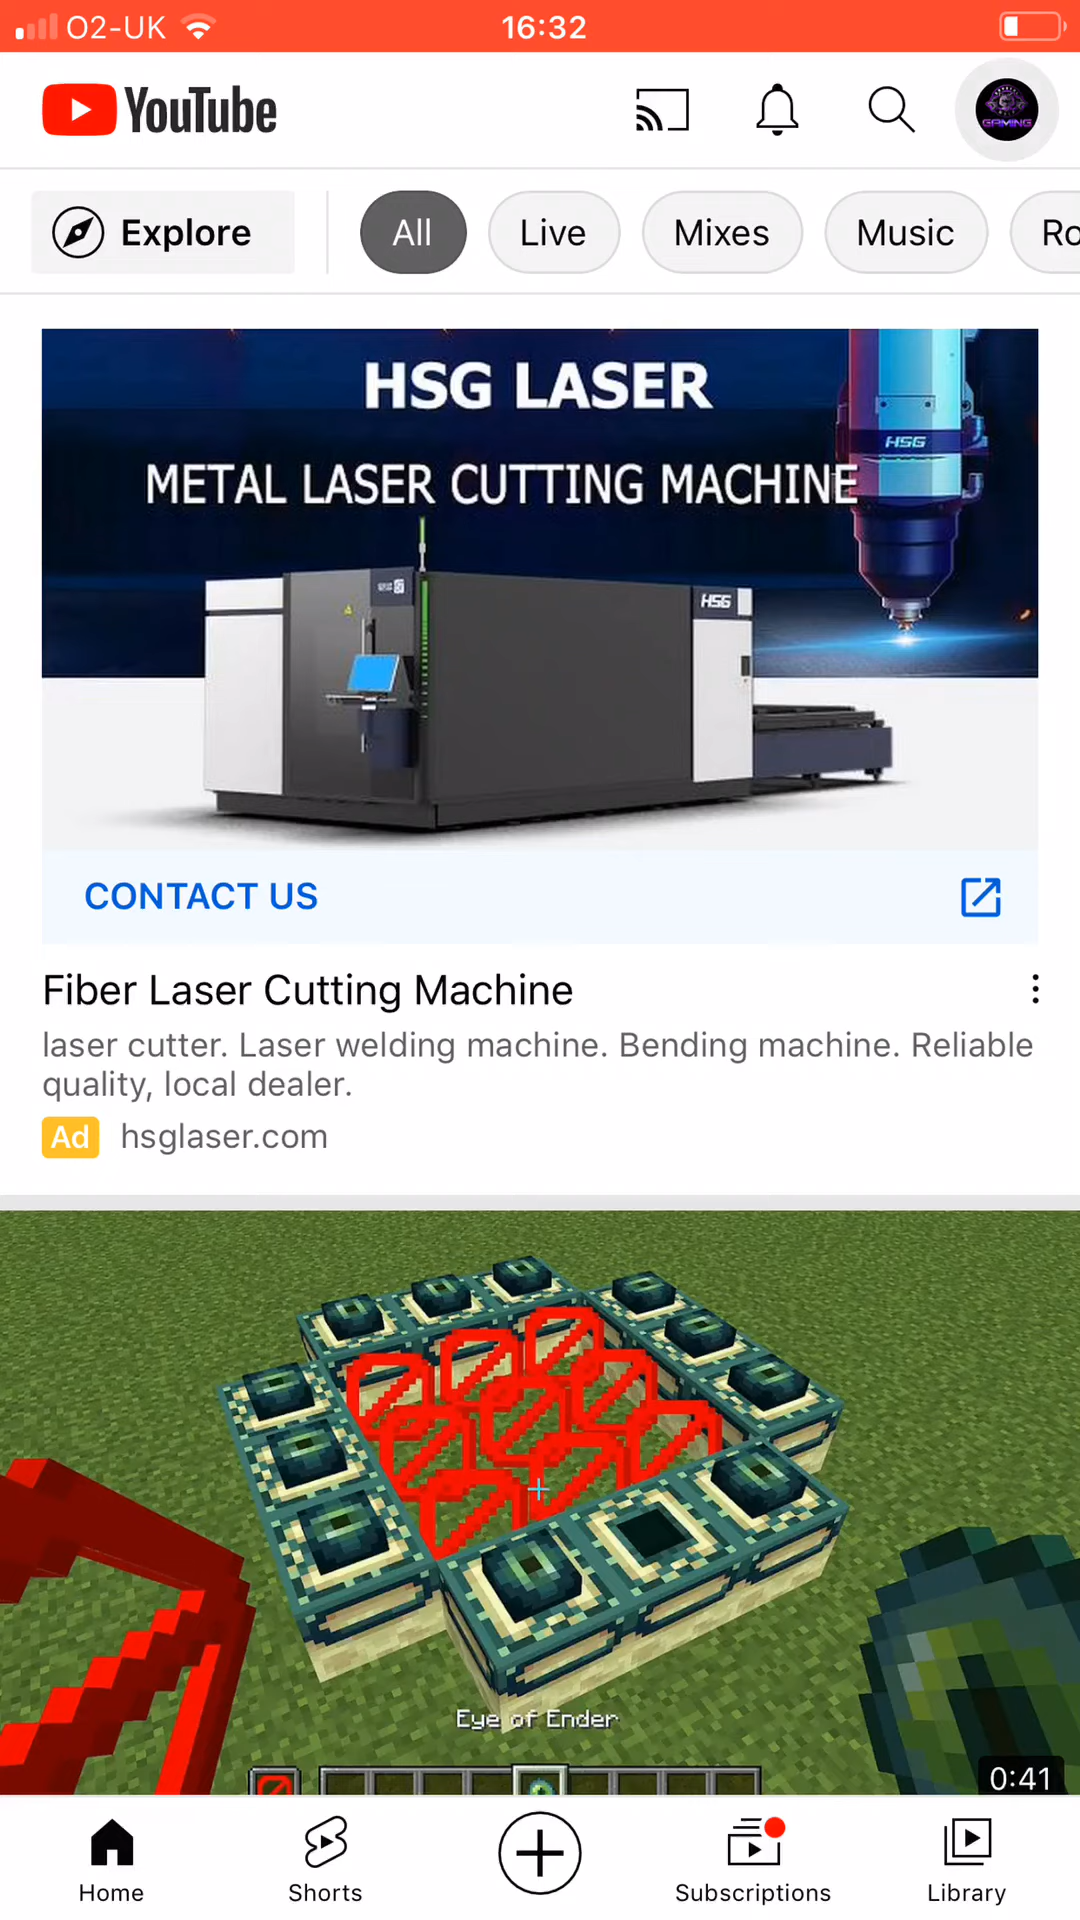 O2-UK 16:32
YouTube
GAMING
Explore All Live Mixes Music Ro
HSG LASER
HSG
METAL LASER CUTTING MACHINE
HSG
CONTACT US
Fiber Laser Cutting Machine
laser cutter. Laser welding machine. Bending machine. Reliable
quality, local dealer.
Ad hsglaser.com
Eye of Ender
0:41
Home Shorts Subscriptions Library